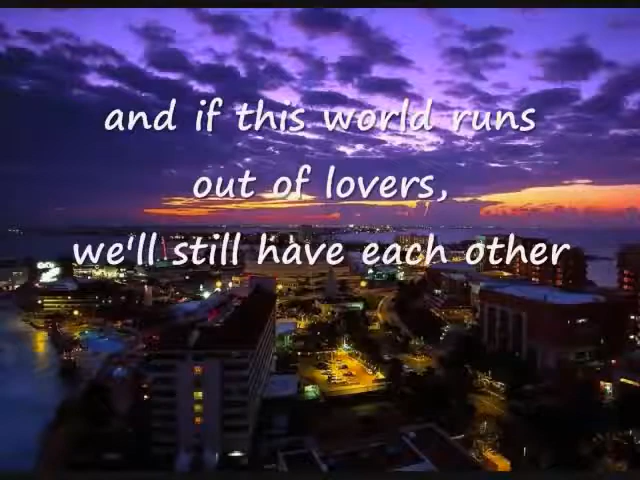 and if this world runs
out of lovers,
we'll still have each other